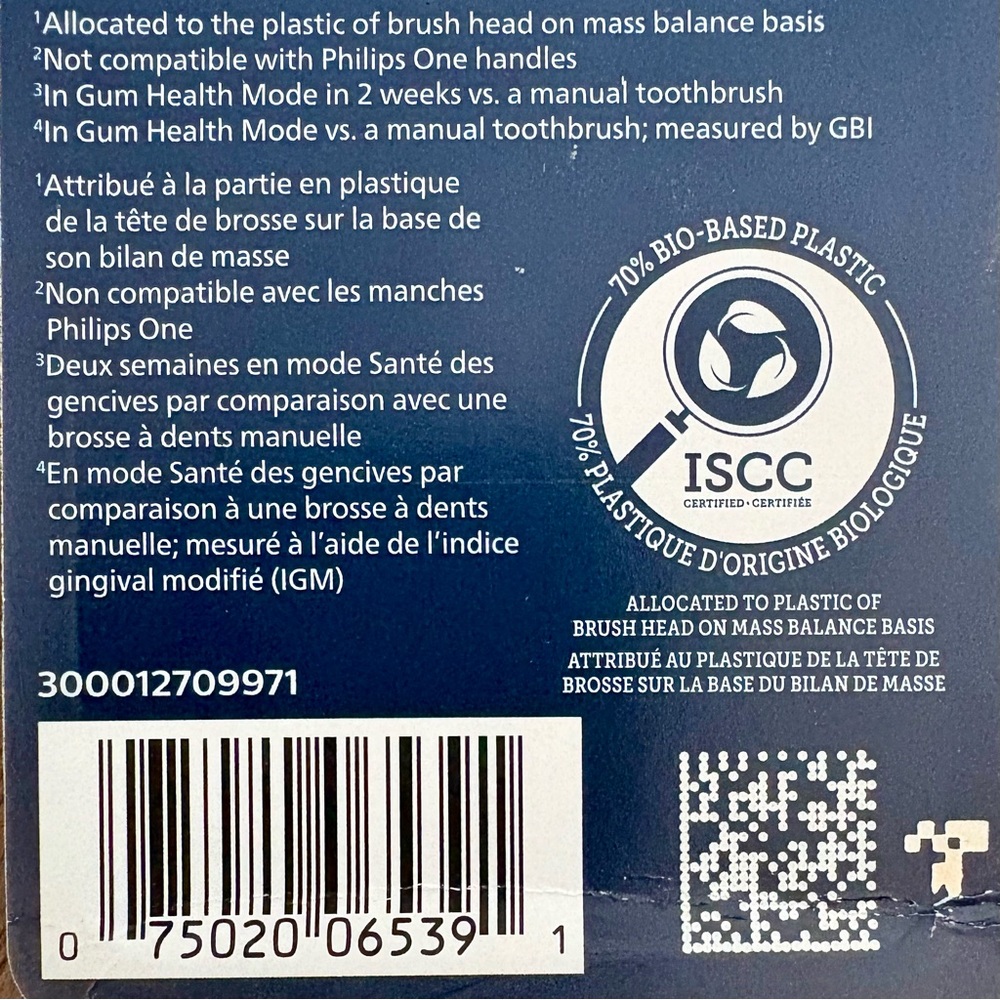 ¹Allocated to the plastic of brush head on mass balance basis
²Not compatible with Philips One handles
³In Gum Health Mode in 2 weeks vs. a manual toothbrush
⁴In Gum Health Mode vs. a manual toothbrush; measured by GBI
¹Attribué à la partie en plastique
de la tête de brosse sur la base de
son bilan de masse
²Non compatible avec les manches
Philips One
³Deux semaines en mode Santé des
gencives par comparaison avec une
brosse à dents manuelle
⁴En mode Santé des gencives par
comparaison à une brosse à dents
manuelle; mesuré à l'aide de l'indice
gingival modifié (IGM)
70% BIO-BASED PLASTIC
ISCC
CERTIFIED · CERTIFIÉE
70% PLASTIQUE D'ORIGINE BIOLOGIQUE
ALLOCATED TO PLASTIC OF
BRUSH HEAD ON MASS BALANCE BASIS
ATTRIBUÉ AU PLASTIQUE DE LA TÊTE DE
BROSSE SUR LA BASE DU BILAN DE MASSE
300012709971
0 75020 06539 1